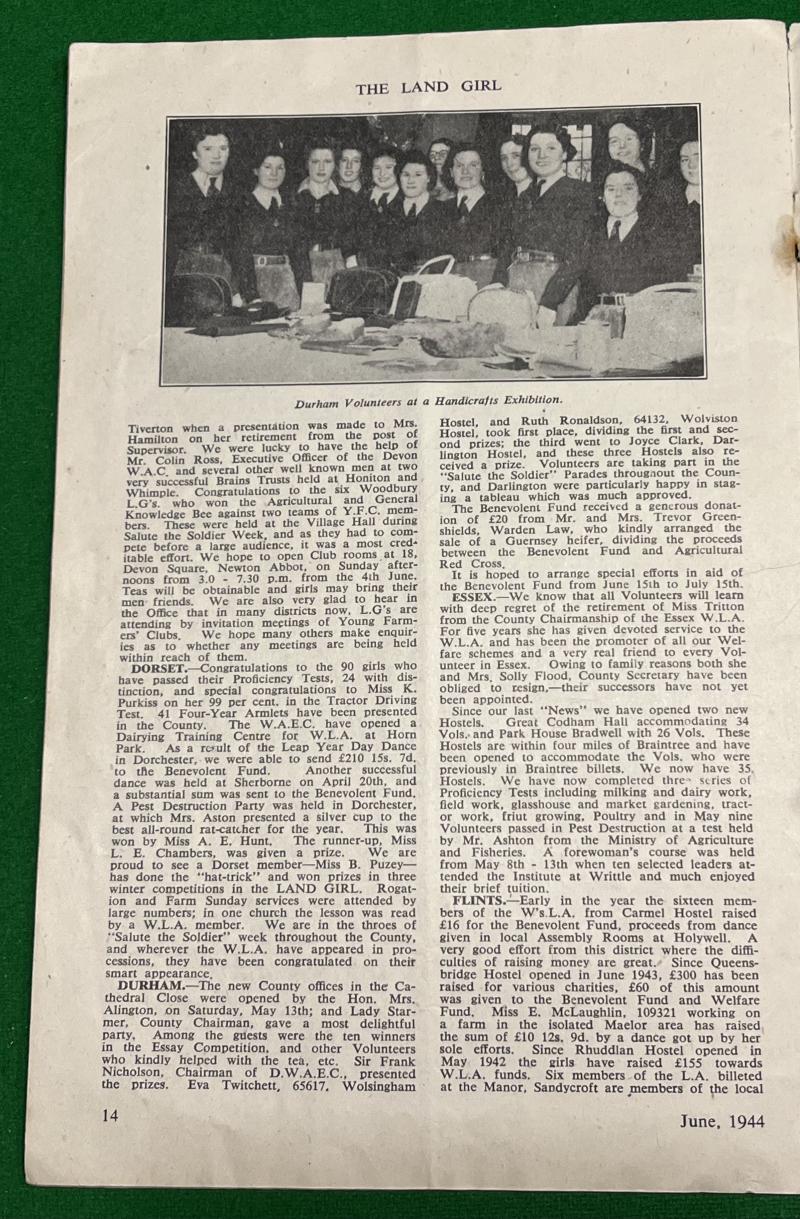 THE LAND GIRL
Durham Volunteers at a Handicrafts Exhibition.
Tiverton when a presentation was made to Mrs.
Hamilton on her retirement from the post of
Supervisor. We were lucky to have the help of
Mr. Colin Ross, Executive Officer of the Devon
W.A.C. and several other well known men at two
very successful Brains Trusts held at Honiton and
Whimple. Congratulations to the six Woodbury
L.G's. who won the Agricultural and General
Knowledge Bee against two teams of Y.F.C. mem-
bers. These were held at the Village Hall during
Salute the Soldier Week, and as they had to com-
pete before a large audience, it was a most cred-
itable effort. We hope to open Club rooms at 18,
Devon Square, Newton Abbot, on Sunday after-
noons from 3.0 - 7.30 p.m. from the 4th June.
Teas will be obtainable and girls may bring their
men friends. We are also very glad to hear in
the Office that in many districts now, L.G's are
attending by invitation meetings of Young Farm-
ers' Clubs. We hope many others make enquir-
ies as to whether any meetings are being held
within reach of them.
DORSET.—Congratulations to the 90 girls who
have passed their Proficiency Tests, 24 with dis-
tinction, and special congratulations to Miss K.
Purkiss on her 99 per cent. in the Tractor Driving
Test. 41 Four-Year Armlets have been presented
in the County. The W.A.E.C. have opened a
Dairying Training Centre for W.L.A. at Horn
Park. As a result of the Leap Year Day Dance
in Dorchester, we were able to send £210 15s. 7d.
to the Benevolent Fund. Another successful
dance was held at Sherborne on April 20th, and
a substantial sum was sent to the Benevolent Fund.
A Pest Destruction Party was held in Dorchester,
at which Mrs. Aston presented a silver cup to the
best all-round rat-catcher for the year. This was
won by Miss A. E. Hunt. The runner-up, Miss
L. E. Chambers, was given a prize. We are
proud to see a Dorset member—Miss B. Puzey—
has done the "hat-trick" and won prizes in three
winter competitions in the LAND GIRL. Rogat-
ion and Farm Sunday services were attended by
large numbers; in one church the lesson was read
by a W.L.A. member. We are in the throes of
"Salute the Soldier" week throughout the County,
and wherever the W.L.A. have appeared in pro-
cessions, they have been congratulated on their
smart appearance.
DURHAM.—The new County offices in the Ca-
thedral Close were opened by the Hon. Mrs.
Alington, on Saturday, May 13th; and Lady Star-
mer, County Chairman, gave a most delightful
party. Among the guests were the ten winners
in the Essay Competition, and other Volunteers
who kindly helped with the tea, etc. Sir Frank
Nicholson, Chairman of D.W.A.E.C., presented
the prizes. Eva Twitchett, 65617, Wolsingham
Hostel, and Ruth Ronaldson, 64132, Wolviston
Hostel, took first place, dividing the first and sec-
ond prizes; the third went to Joyce Clark, Dar-
lington Hostel, and these three Hostels also re-
ceived a prize. Volunteers are taking part in the
"Salute the Soldier" Parades throughout the Coun-
ty, and Darlington were particularly happy in stag-
ing a tableau which was much approved.
The Benevolent Fund received a generous donat-
ion of £20 from Mr. and Mrs. Trevor Green-
shields, Warden Law, who kindly arranged the
sale of a Guernsey heifer, dividing the proceeds
between the Benevolent Fund and Agricultural
Red Cross.
It is hoped to arrange special efforts in aid of
the Benevolent Fund from June 15th to July 15th.
ESSEX.—We know that all Volunteers will learn
with deep regret of the retirement of Miss Tritton
from the County Chairmanship of the Essex W.L.A.
For five years she has given devoted service to the
W.L.A. and has been the promoter of all our Wel-
fare schemes and a very real friend to every Vol-
unteer in Essex. Owing to family reasons both she
and Mrs. Solly Flood, County Secretary have been
obliged to resign,—their successors have not yet
been appointed.
Since our last "News" we have opened two new
Hostels. Great Codham Hall accommodating 34
Vols. and Park House Bradwell with 26 Vols. These
Hostels are within four miles of Braintree and have
been opened to accommodate the Vols. who were
previously in Braintree billets. We now have 35
Hostels. We have now completed three series of
Proficiency Tests including milking and dairy work,
field work, glasshouse and market gardening, tract-
or work, friut growing, Poultry and in May nine
Volunteers passed in Pest Destruction at a test held
by Mr. Ashton from the Ministry of Agriculture
and Fisheries. A forewoman's course was held
from May 8th - 13th when ten selected leaders at-
tended the Institute at Writtle and much enjoyed
their brief tuition.
FLINTS.—Early in the year the sixteen mem-
bers of the W's.L.A. from Carmel Hostel raised
£16 for the Benevolent Fund, proceeds from dance
given in local Assembly Rooms at Holywell. A
very good effort from this district where the diffi-
culties of raising money are great. Since Queens-
bridge Hostel opened in June 1943, £300 has been
raised for various charities, £60 of this amount
was given to the Benevolent Fund and Welfare
Fund. Miss E. McLaughlin, 109321 working on
a farm in the isolated Maelor area has raised
the sum of £10 12s. 9d. by a dance got up by her
sole efforts. Since Rhuddlan Hostel opened in
May 1942 the girls have raised £155 towards
W.L.A. funds. Six members of the L.A. billeted
at the Manor, Sandycroft are members of the local
14
June, 1944